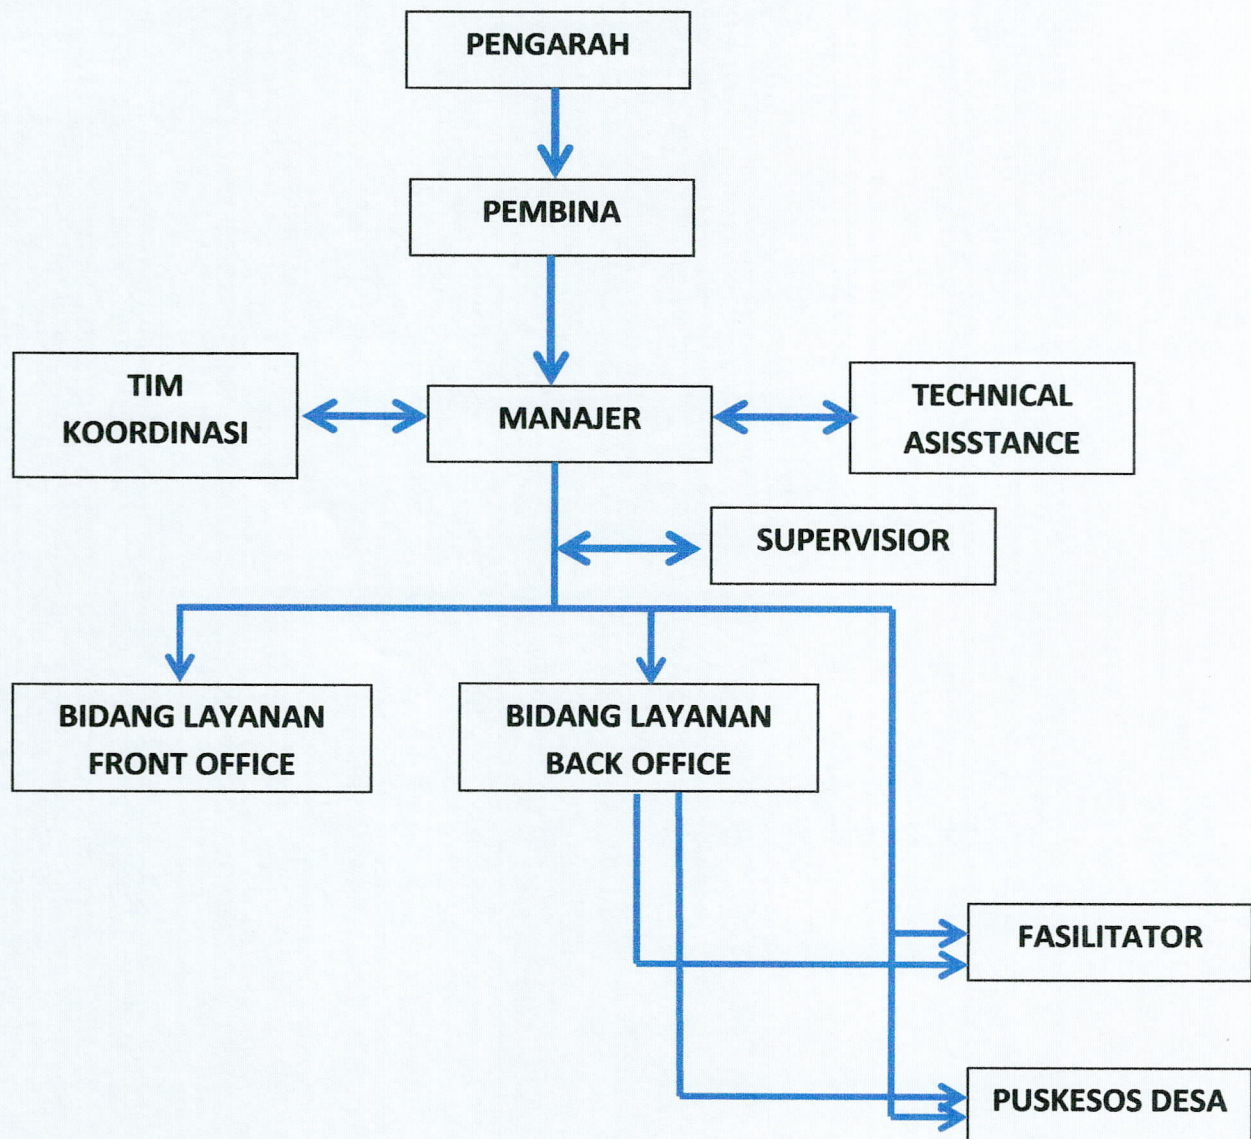 PENGARAH
PEMBINA
TIM
KOORDINASI
MANAJER
TECHNICAL
ASISSTANCE
SUPERVISIOR
BIDANG LAYANAN
FRONT OFFICE
BIDANG LAYANAN
BACK OFFICE
FASILITATOR
PUSKESOS DESA